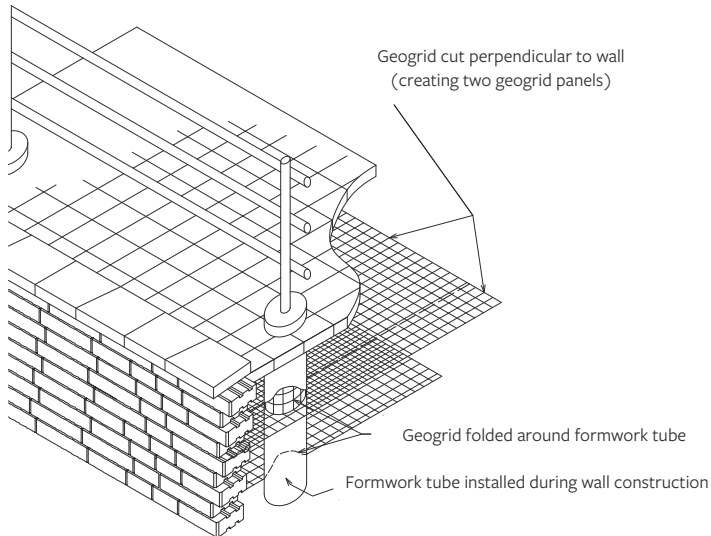 Geogrid cut perpendicular to wall
(creating two geogrid panels)
Geogrid folded around formwork tube
Formwork tube installed during wall construction